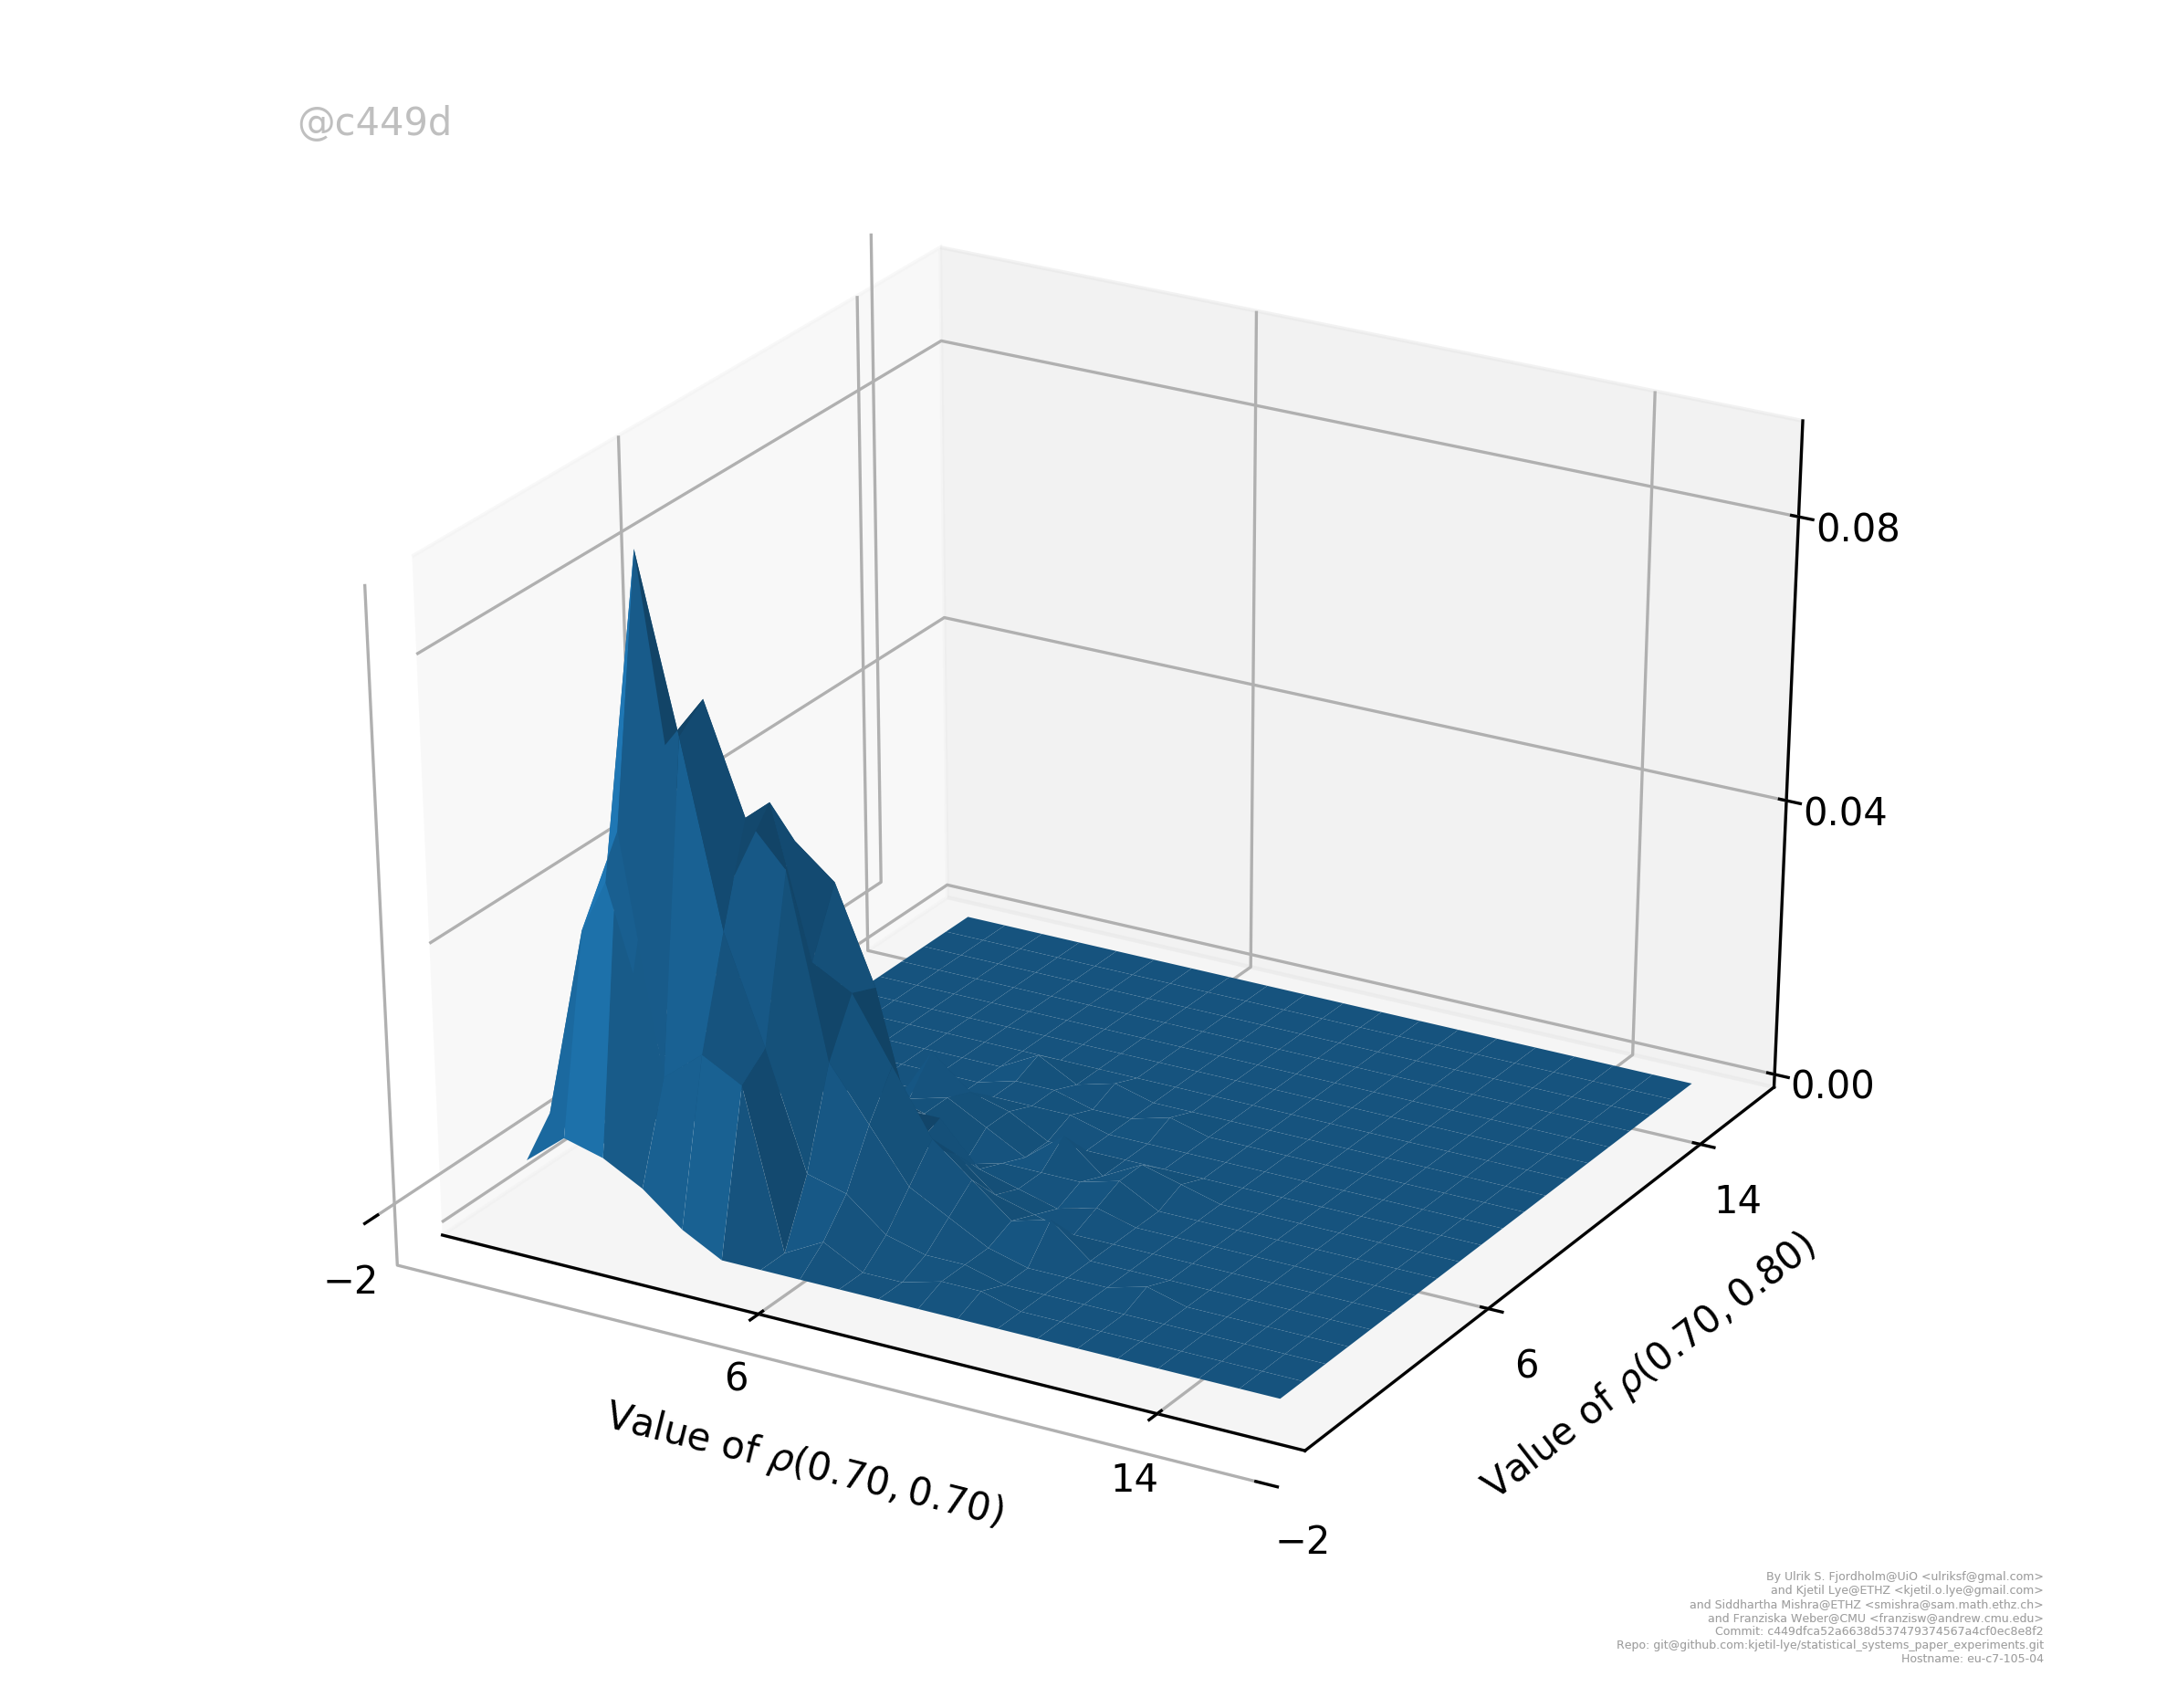 @c449d
0.08
0.04
0.00
14
6
−2
−2
6
14
Value of ρ(0.70, 0.70)
Value of ρ(0.70, 0.80)
By Ulrik S. Fjordholm@UiO <ulriksf@gmal.com>
and Kjetil Lye@ETHZ <kjetil.o.lye@gmail.com>
and Siddhartha Mishra@ETHZ <smishra@sam.math.ethz.ch>
and Franziska Weber@CMU <franzisw@andrew.cmu.edu>
Commit: c449dfca52a6638d537479374567a4cf0ec8e8f2
Repo: git@github.com:kjetil-lye/statistical_systems_paper_experiments.git
Hostname: eu-c7-105-04